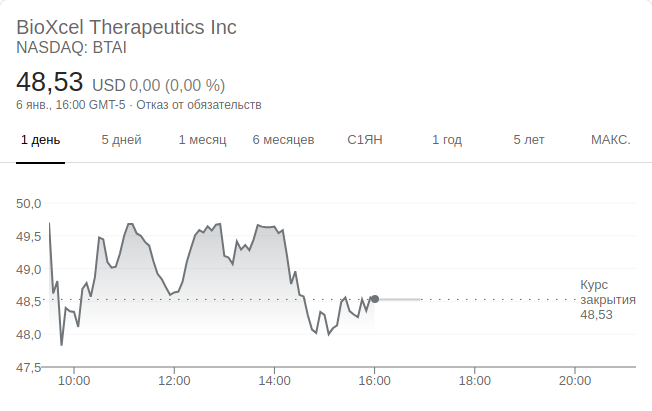 BioXcel Therapeutics Inc
NASDAQ: BTAI
48,53 USD 0,00 (0,00 %)
6 янв., 16:00 GMT-5 · Отказ от обязательств
1 день 5 дней 1 месяц 6 месяцев С1ЯН 1 год 5 лет МАКС.
50,0
49,5
49,0
48,5
48,0
47,5
Курс
закрытия
48,53
10:00 12:00 14:00 16:00 18:00 20:00